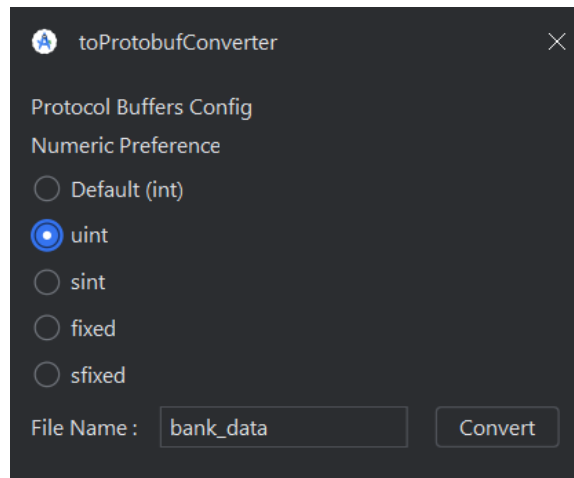 toProtobufConverter
Protocol Buffers Config
Numeric Preference
Default (int)
uint
sint
fixed
sfixed
File Name : bank_data Convert